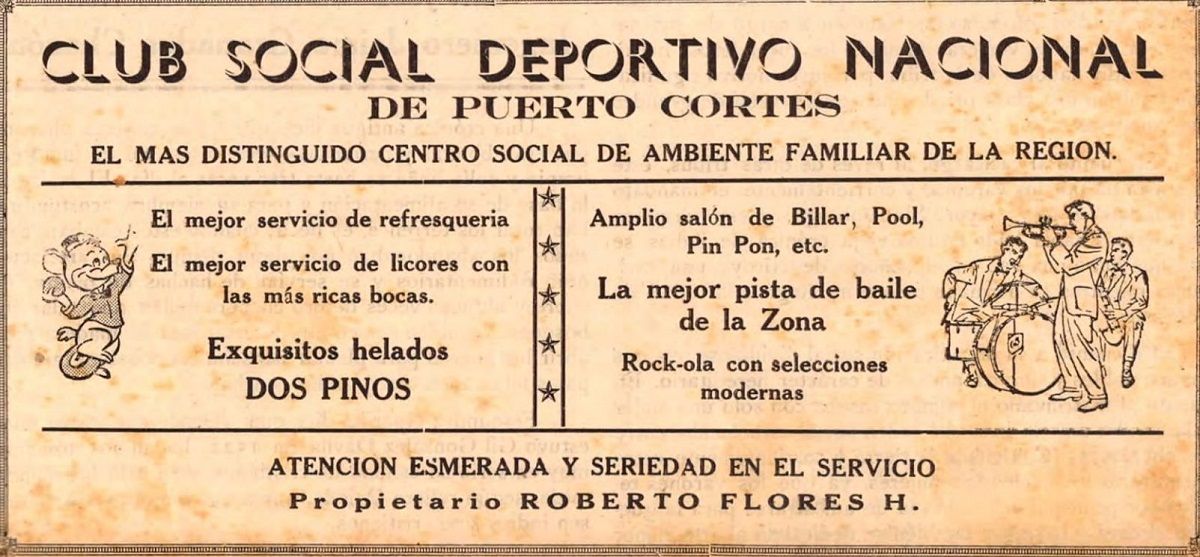 CLUB SOCIAL DEPORTIVO NACIONAL
DE PUERTO CORTES
EL MAS DISTINGUIDO CENTRO SOCIAL DE AMBIENTE FAMILIAR DE LA REGION.
El mejor servicio de refresqueria
El mejor servicio de licores con
las más ricas bocas.
Exquisitos helados
DOS PINOS
Amplio salón de Billar, Pool,
Pin Pon, etc.
La mejor pista de baile
de la Zona
Rock-ola con selecciones
modernas
ATENCION ESMERADA Y SERIEDAD EN EL SERVICIO
Propietario ROBERTO FLORES H.